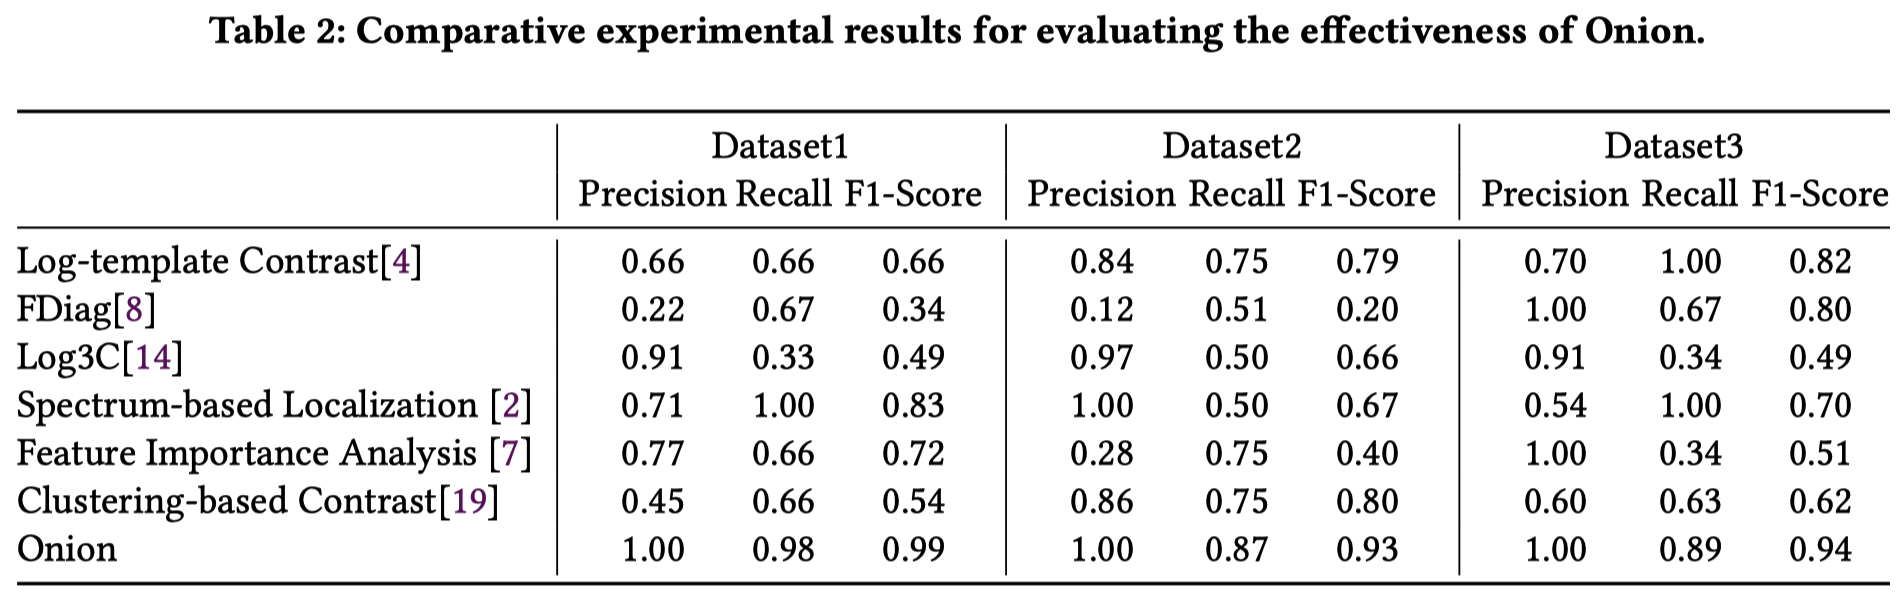 Table 2: Comparative experimental results for evaluating the effectiveness of Onion.
Dataset1 Dataset2 Dataset3
Precision Recall F1-Score Precision Recall F1-Score Precision Recall F1-Score
Log-template Contrast[4] 0.66 0.66 0.66 0.84 0.75 0.79 0.70 1.00 0.82
FDiag[8] 0.22 0.67 0.34 0.12 0.51 0.20 1.00 0.67 0.80
Log3C[14] 0.91 0.33 0.49 0.97 0.50 0.66 0.91 0.34 0.49
Spectrum-based Localization [2] 0.71 1.00 0.83 1.00 0.50 0.67 0.54 1.00 0.70
Feature Importance Analysis [7] 0.77 0.66 0.72 0.28 0.75 0.40 1.00 0.34 0.51
Clustering-based Contrast[19] 0.45 0.66 0.54 0.86 0.75 0.80 0.60 0.63 0.62
Onion 1.00 0.98 0.99 1.00 0.87 0.93 1.00 0.89 0.94